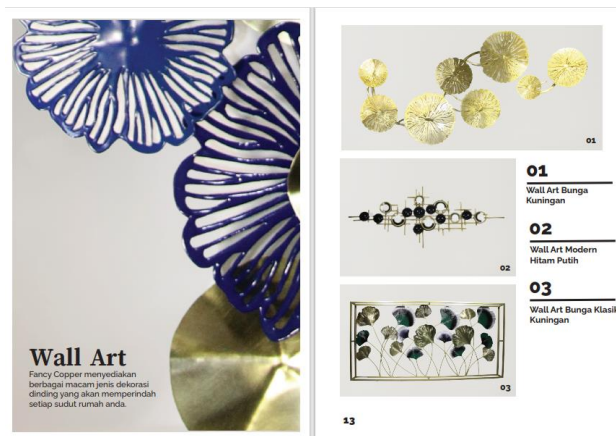 Wall Art
Fancy Copper menyediakan
berbagai macam jenis dekorasi
dinding yang akan memperindah
setiap sudut rumah anda.
01
02
03
01
Wall Art Bunga
Kuningan
02
Wall Art Modern
Hitam Putih
03
Wall Art Bunga Klasik
Kuningan
13